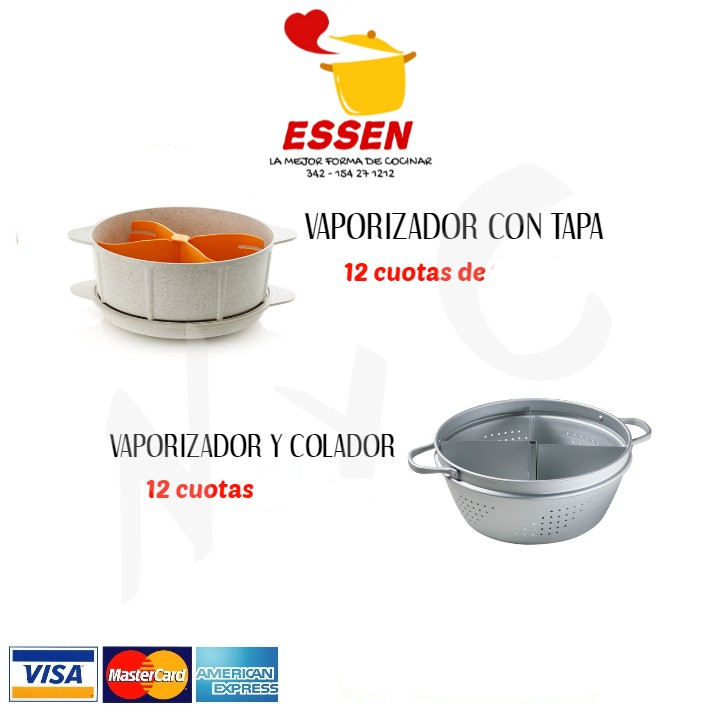 ESSEN
LA MEJOR FORMA DE COCINAR
342 - 154 27 1212
VAPORIZADOR CON TAPA
12 cuotas de
VAPORIZADOR Y COLADOR
12 cuotas
NyC
VISA
MasterCard
AMERICAN
EXPRESS